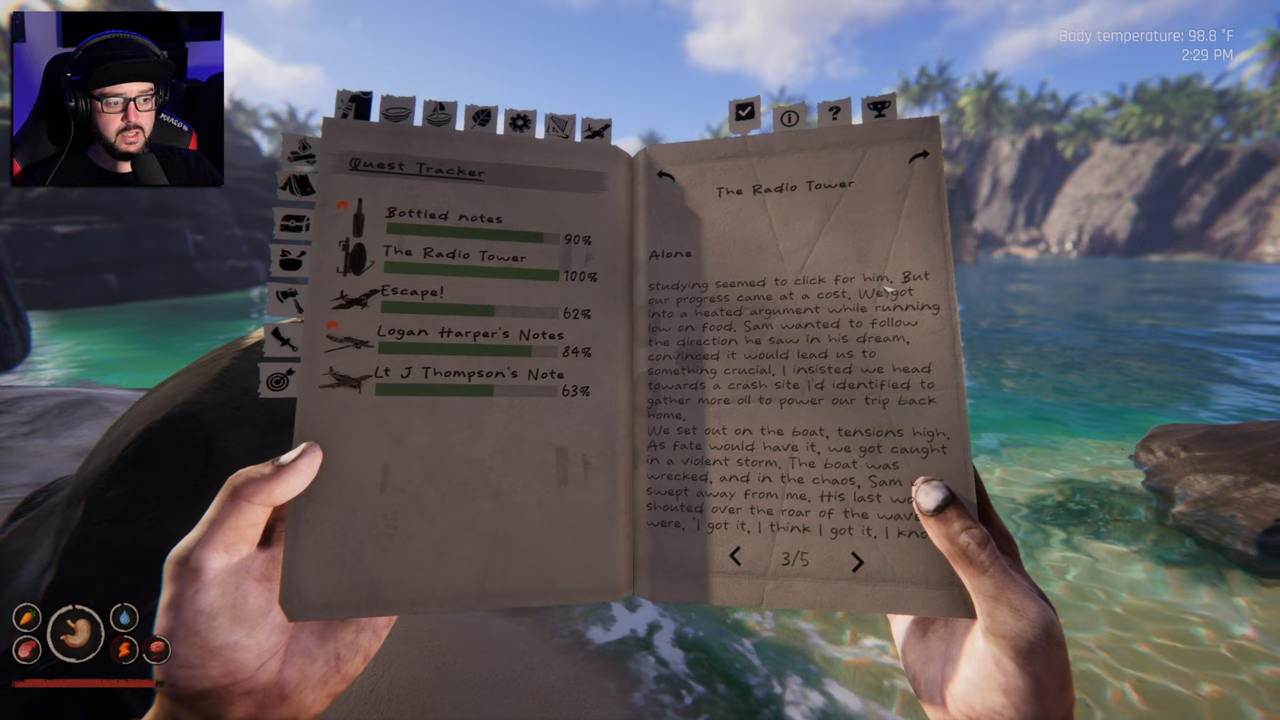 Body temperature: 98.8 °F
2:29 PM
Quest Tracker
Bottled notes
90%
The Radio Tower
100%
Escape!
62%
Logan Harper's Notes
84%
Lt J Thompson's Note
63%
The Radio Tower
Alone
studying seemed to click for him. But
our progress came at a cost. We got
into a heated argument while running
low on food. Sam wanted to follow
the direction he saw in his dream,
convinced it would lead us to
something crucial. I insisted we head
towards a crash site I'd identified to
gather more oil to power our trip back
home.
We set out on the boat, tensions high.
As fate would have it, we got caught
in a violent storm. The boat was
wrecked, and in the chaos, Sam
swept away from me. His last wo
shouted over the roar of the wave
were, 'I got it, I think I got it, I kno
3/5